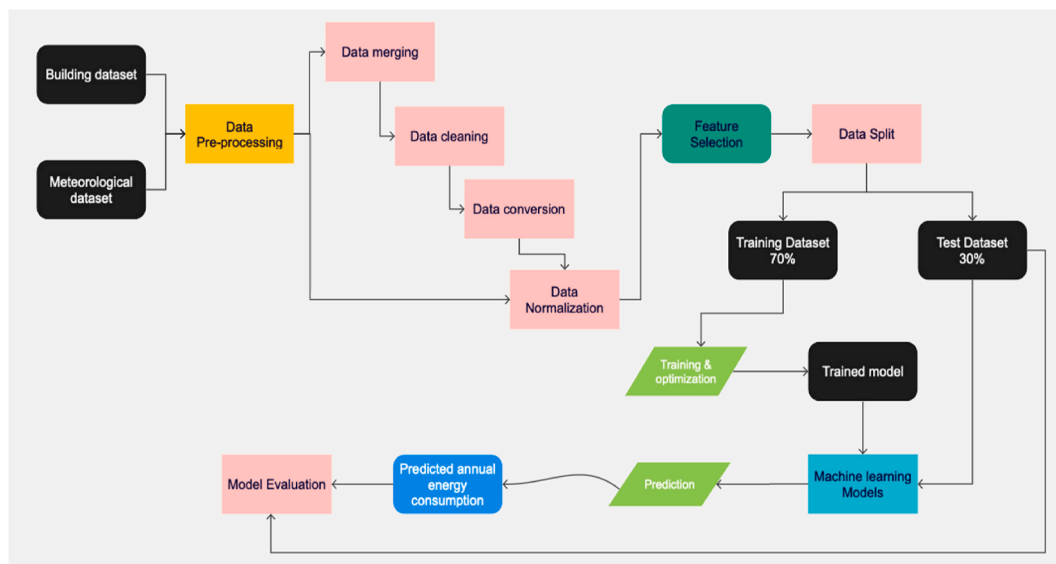 Building dataset
Meteorological
dataset
Data
Pre-processing
Data merging
Data cleaning
Data conversion
Data
Normalization
Feature
Selection
Data Split
Training Dataset
70%
Test Dataset
30%
Training &
optimization
Trained model
Machine learning
Models
Prediction
Predicted annual
energy
consumption
Model Evaluation